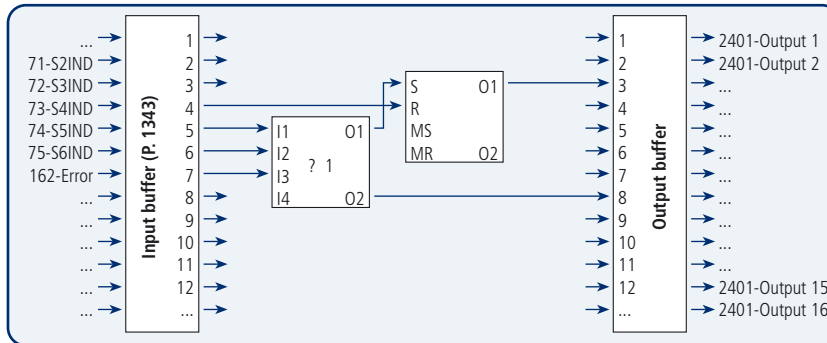 ...
71-S2IND
72-S3IND
73-S4IND
74-S5IND
75-S6IND
162-Error
...
...
...
...
...
...
Input buffer (P. 1343)
1
2
3
4
5
6
7
8
9
10
11
12
...
I1 O1
I2
I3
I4 O2
? 1
S O1
R
MS
MR O2
1
2
3
4
5
6
7
8
9
10
11
12
...
Output buffer
2401-Output 1
2401-Output 2
...
...
...
...
...
...
...
...
...
2401-Output 15
2401-Output 16